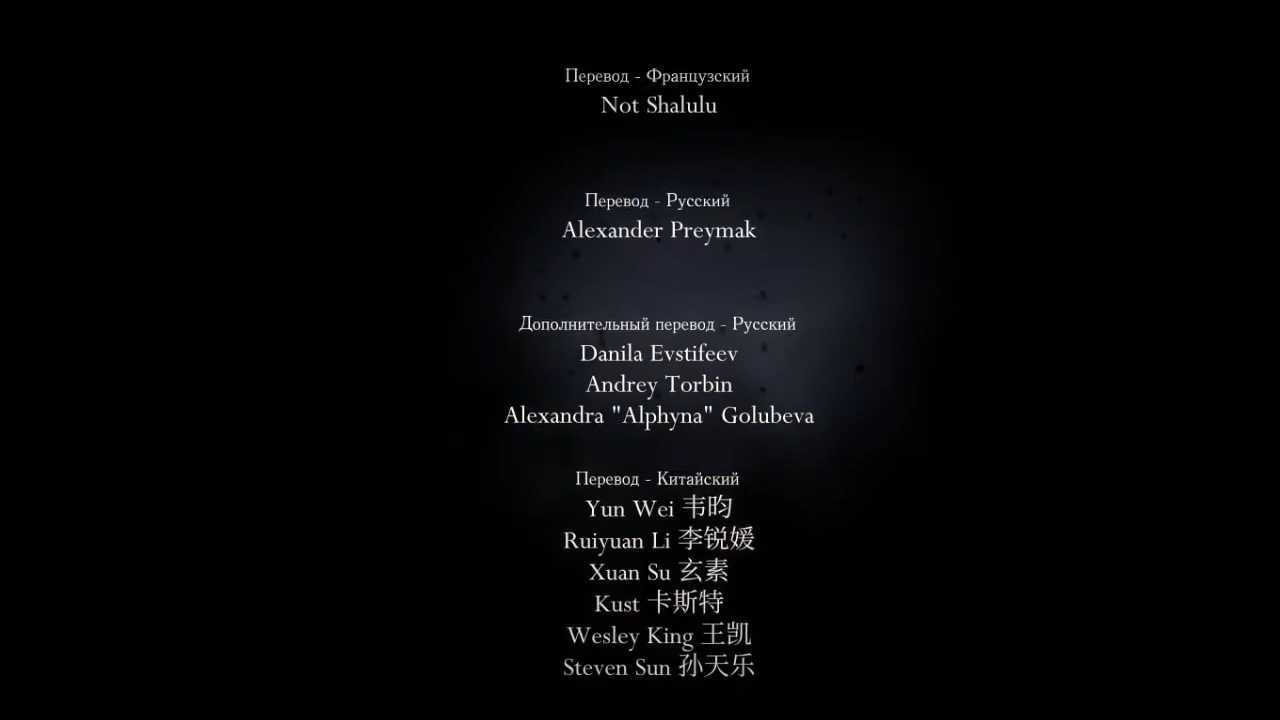 Перевод - Французский
Not Shalulu
Перевод - Русский
Alexander Preymak
Дополнительный перевод - Русский
Danila Evstifeev
Andrey Torbin
Alexandra "Alphyna" Golubeva
Перевод - Китайский
Yun Wei 韦昀
Ruiyuan Li 李锐媛
Xuan Su 玄素
Kust 卡斯特
Wesley King 王凯
Steven Sun 孙天乐